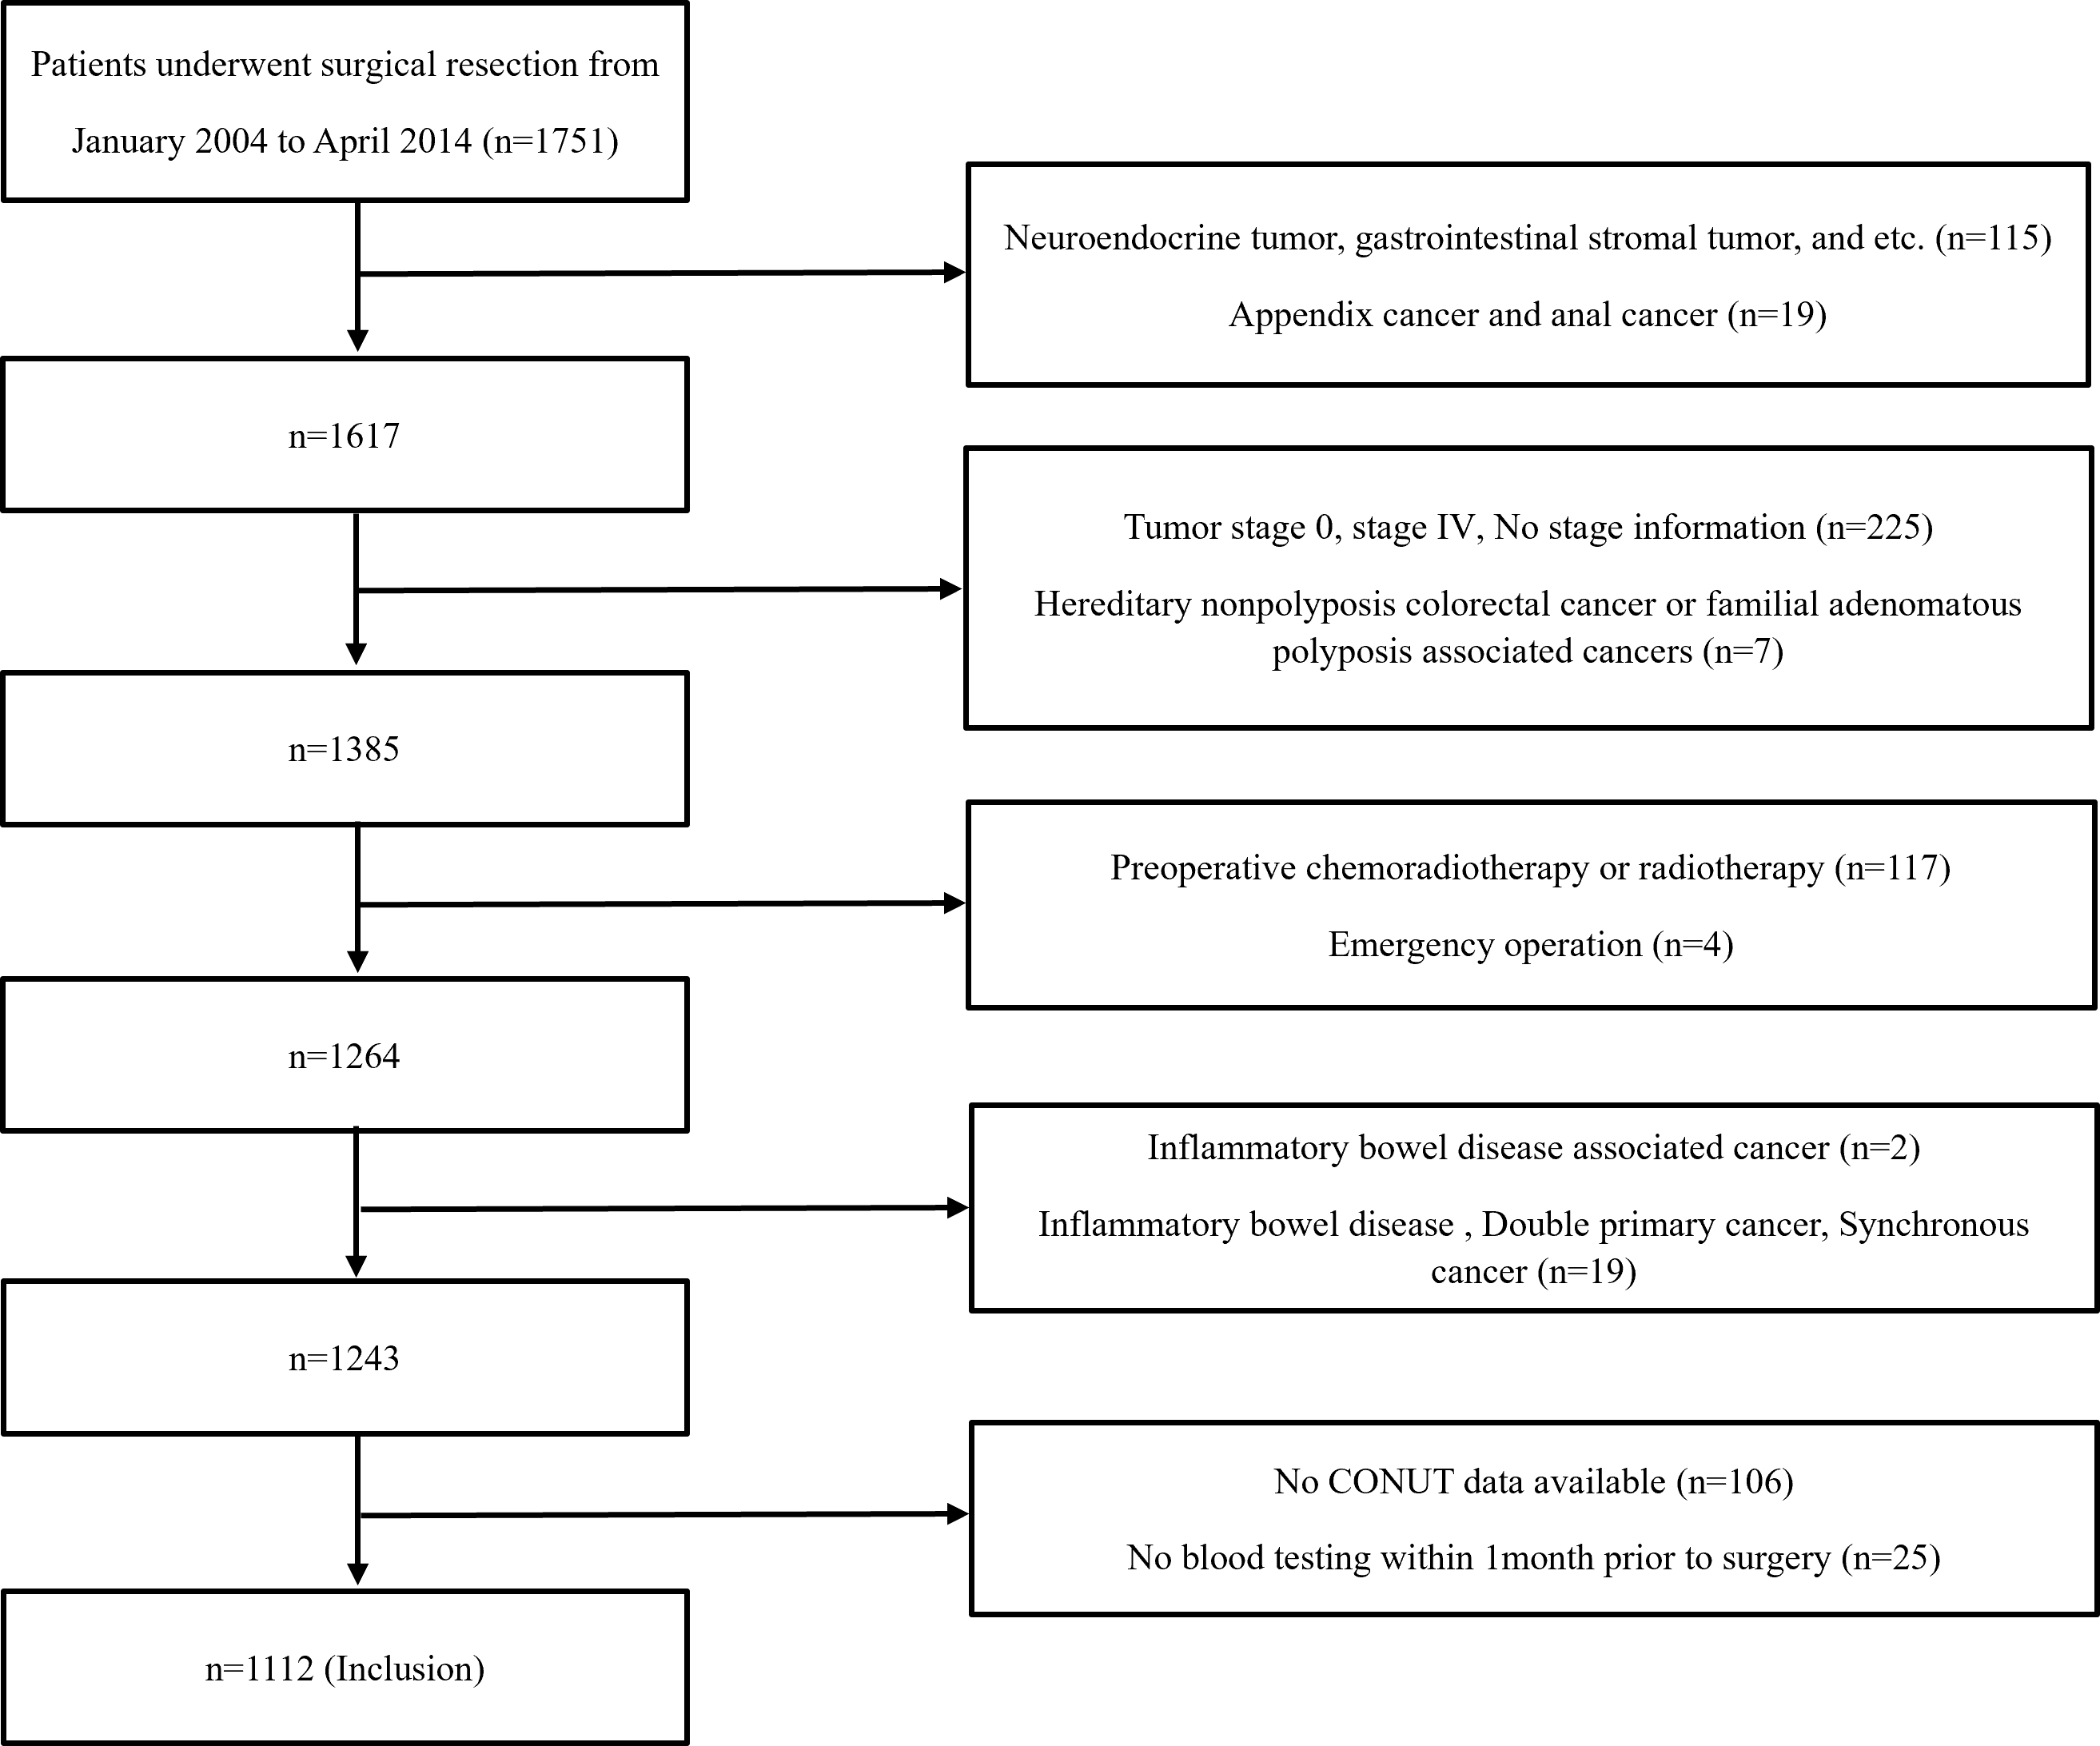 Patients underwent surgical resection from
January 2004 to April 2014 (n=1751)
Neuroendocrine tumor, gastrointestinal stromal tumor, and etc. (n=115)
Appendix cancer and anal cancer (n=19)
n=1617
Tumor stage 0, stage IV, No stage information (n=225)
Hereditary nonpolyposis colorectal cancer or familial adenomatous
polyposis associated cancers (n=7)
n=1385
Preoperative chemoradiotherapy or radiotherapy (n=117)
Emergency operation (n=4)
n=1264
Inflammatory bowel disease associated cancer (n=2)
Inflammatory bowel disease , Double primary cancer, Synchronous
cancer (n=19)
n=1243
No CONUT data available (n=106)
No blood testing within 1month prior to surgery (n=25)
n=1112 (Inclusion)